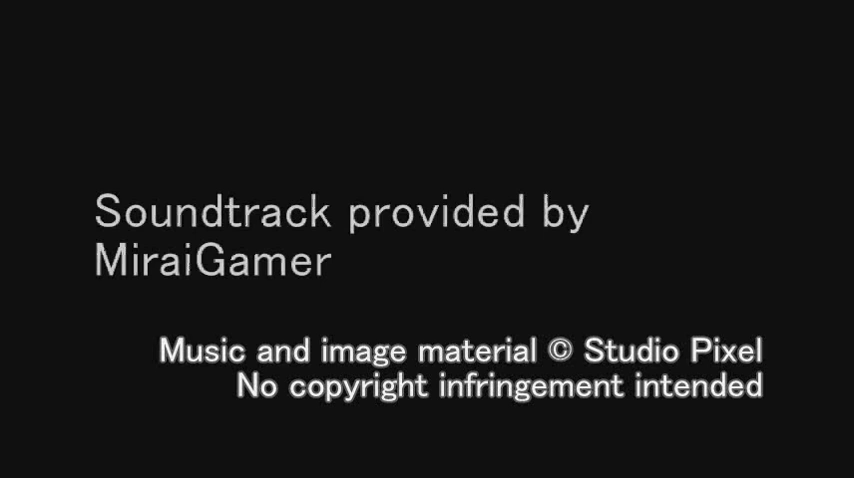 Soundtrack provided by
MiraiGamer
Music and image material © Studio Pixel
No copyright infringement intended